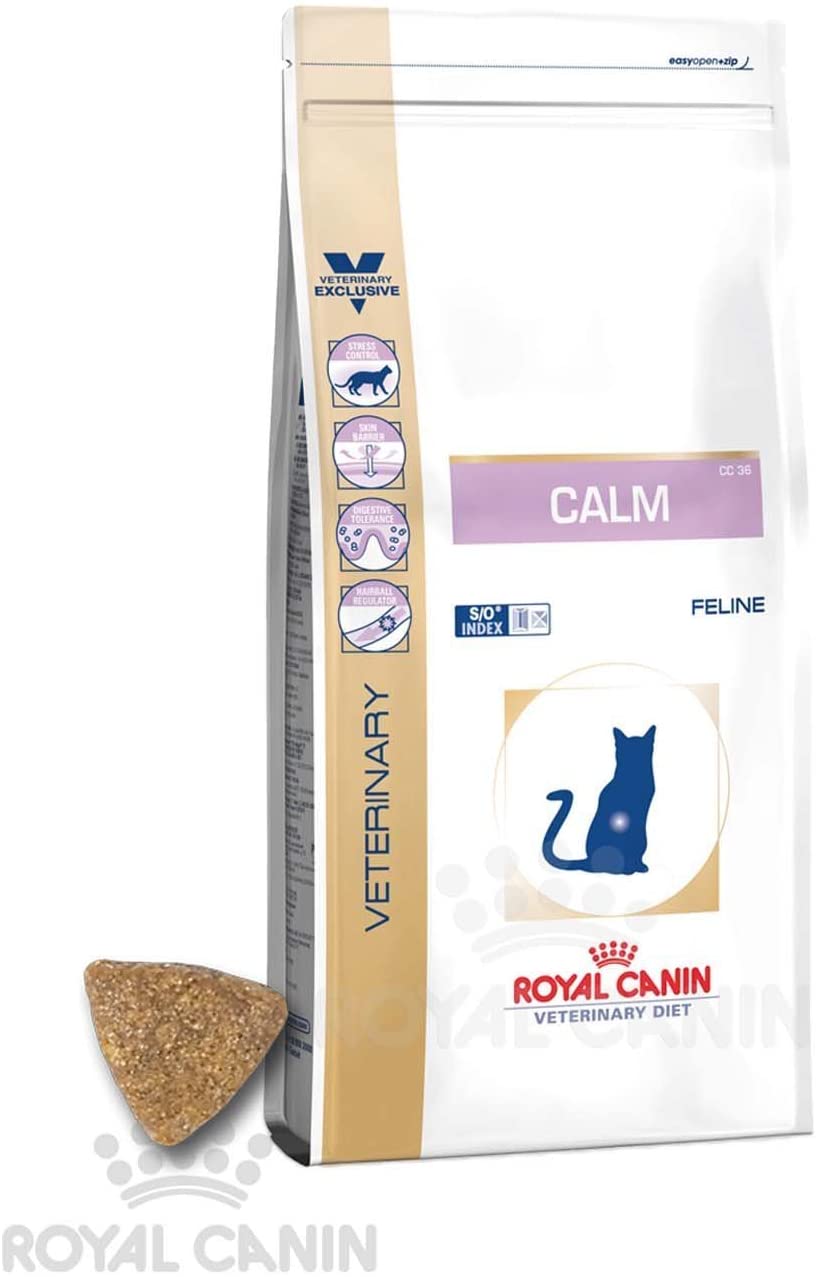 easyopen+zip
VETERINARY
EXCLUSIVE
STRESS
CONTROL
SKIN
BARRIER
DIGESTIVE
TOLERANCE
HAIRBALL
REGULATOR
VETERINARY
CC 36
CALM
S/O®
INDEX
FELINE
ROYAL CANIN
VETERINARY DIET
ROYAL CANIN
ROYAL CANIN